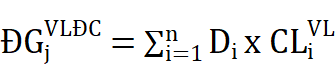 ĐG_j^{VLĐC} = ∑_{i=1}^{n} D_i x CL_i^{VL}